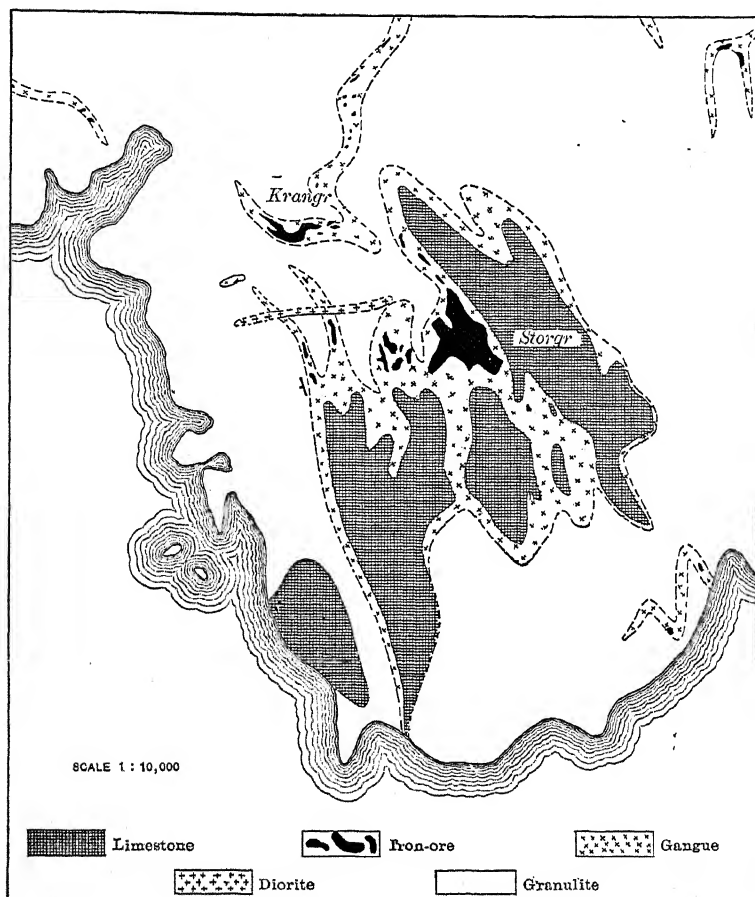 Krangr
Storgr
SCALE 1 : 10,000
Limestone
Iron-ore
Gangue
Diorite
Granulite